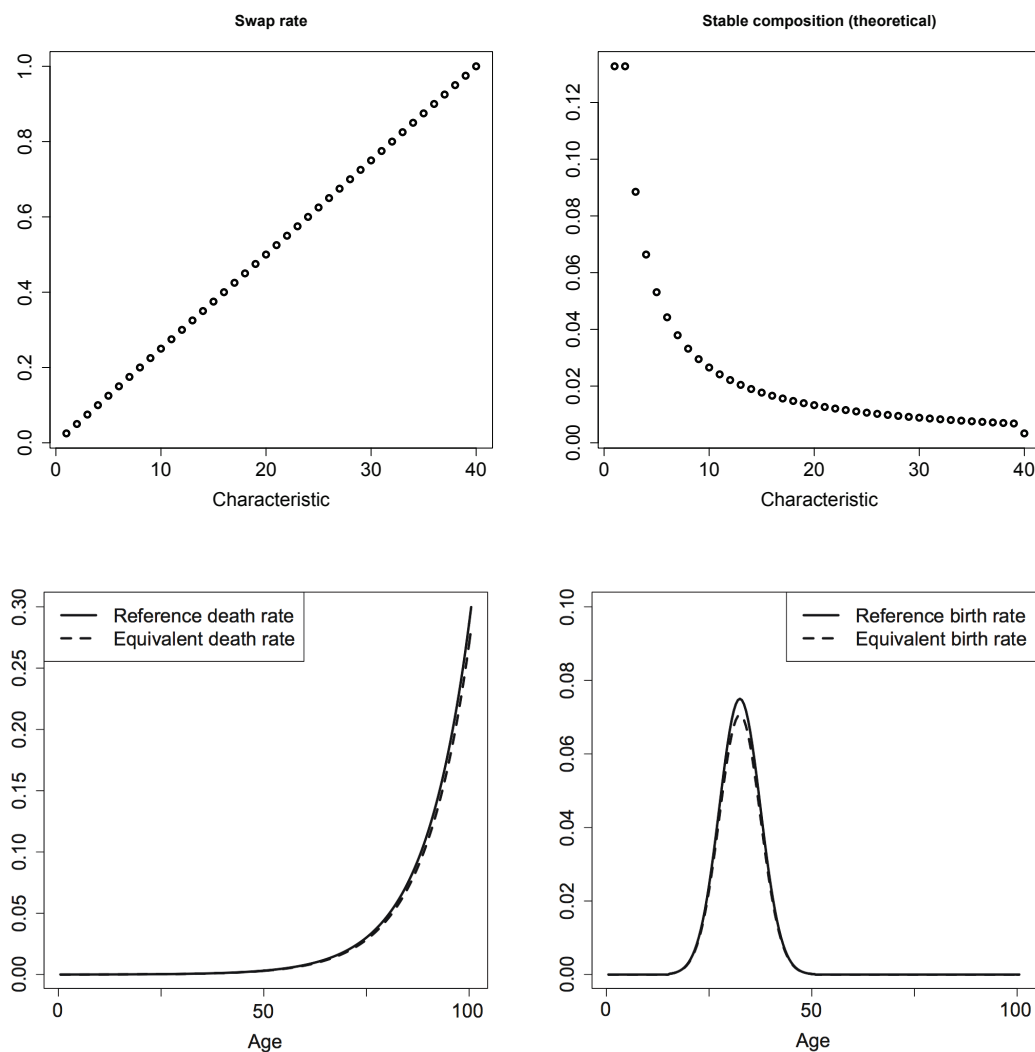 Swap rate
1.0
0.8
0.6
0.4
0.2
0.0
0 10 20 30 40
Characteristic
Stable composition (theoretical)
0.12
0.10
0.08
0.06
0.04
0.02
0.00
0 10 20 30 40
Characteristic
Reference death rate
Equivalent death rate
0.30
0.25
0.20
0.15
0.10
0.05
0.00
0 50 100
Age
Reference birth rate
Equivalent birth rate
0.10
0.08
0.06
0.04
0.02
0.00
0 50 100
Age